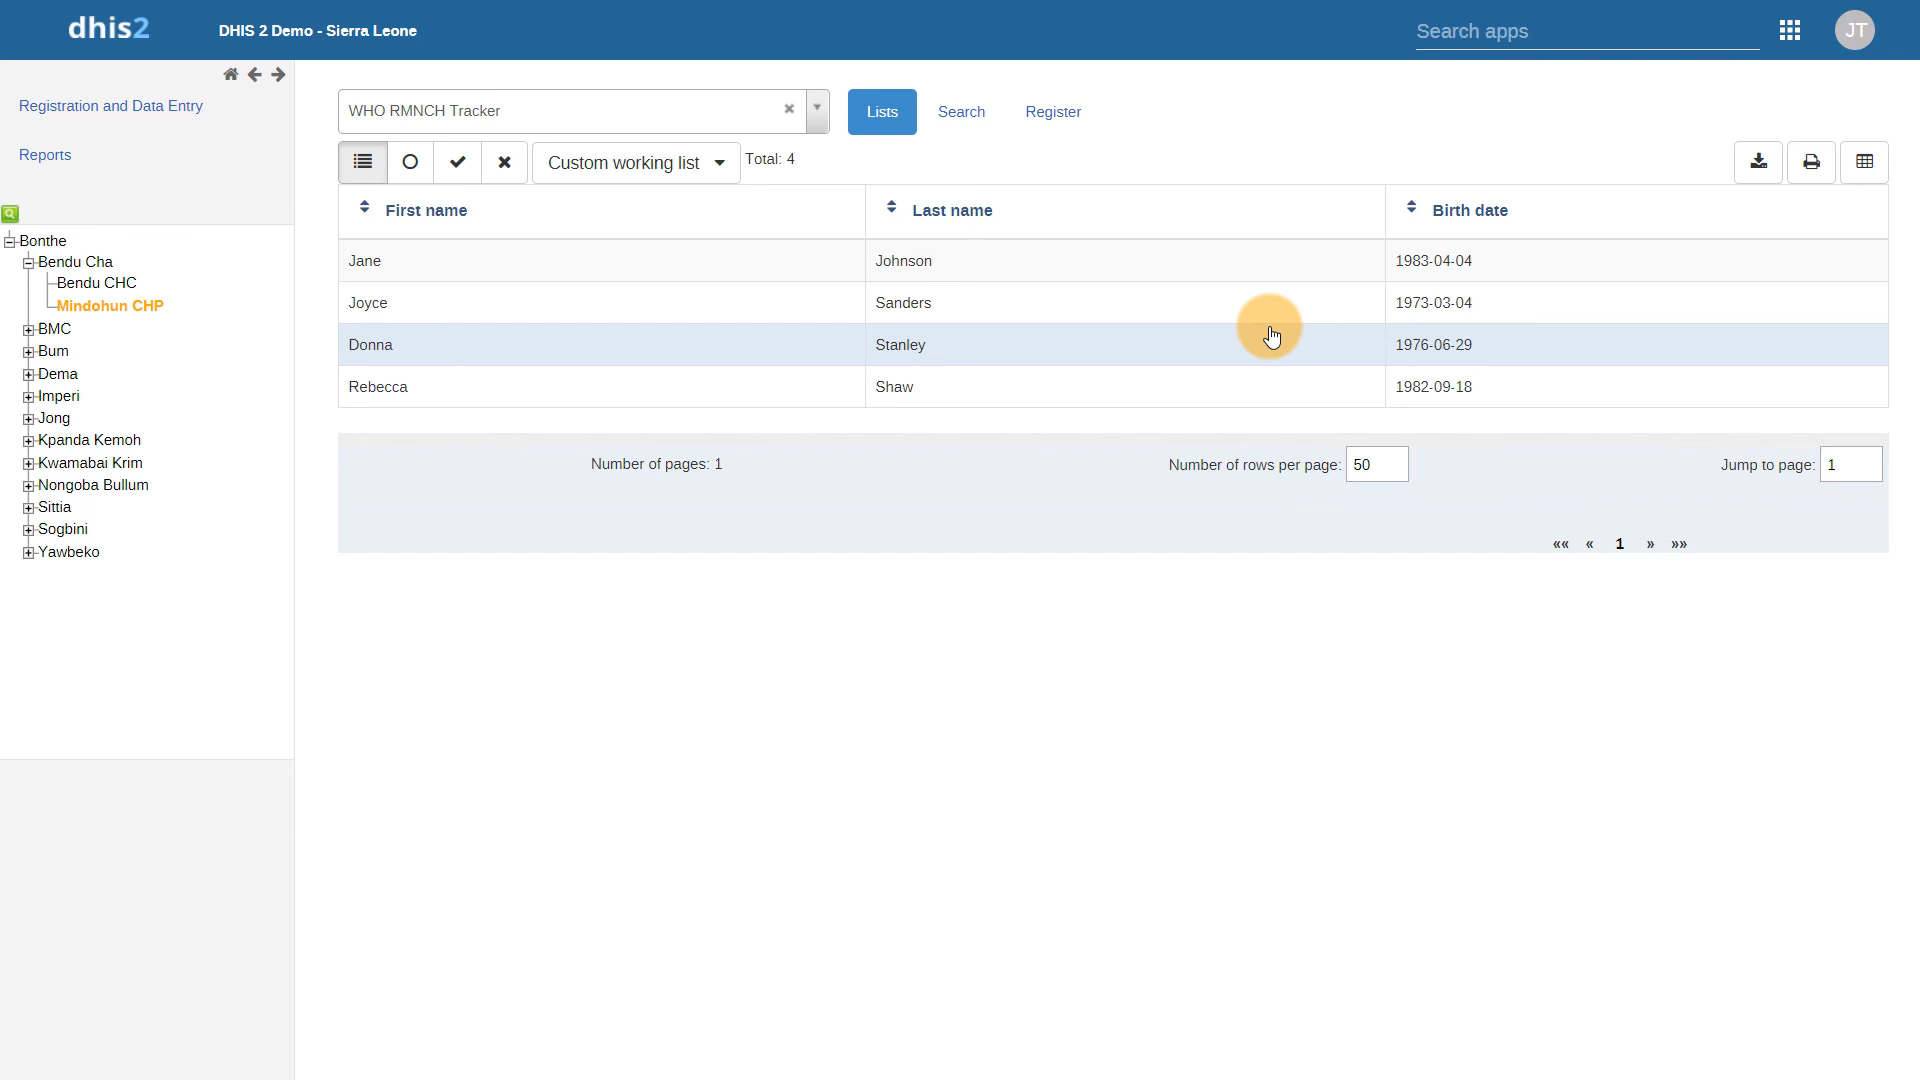 dhis2
DHIS 2 Demo - Sierra Leone
Search apps
JT
Registration and Data Entry
Reports
Bonthe
Bendu Cha
Bendu CHC
Mindohun CHP
BMC
Bum
Dema
Imperi
Jong
Kpanda Kemoh
Kwamabai Krim
Nongoba Bullum
Sittia
Sogbini
Yawbeko
WHO RMNCH Tracker
Lists Search Register
Custom working list Total: 4
First name Last name Birth date
Jane Johnson 1983-04-04
Joyce Sanders 1973-03-04
Donna Stanley 1976-06-29
Rebecca Shaw 1982-09-18
Number of pages: 1 Number of rows per page: 50 Jump to page: 1
«« « 1 » »»